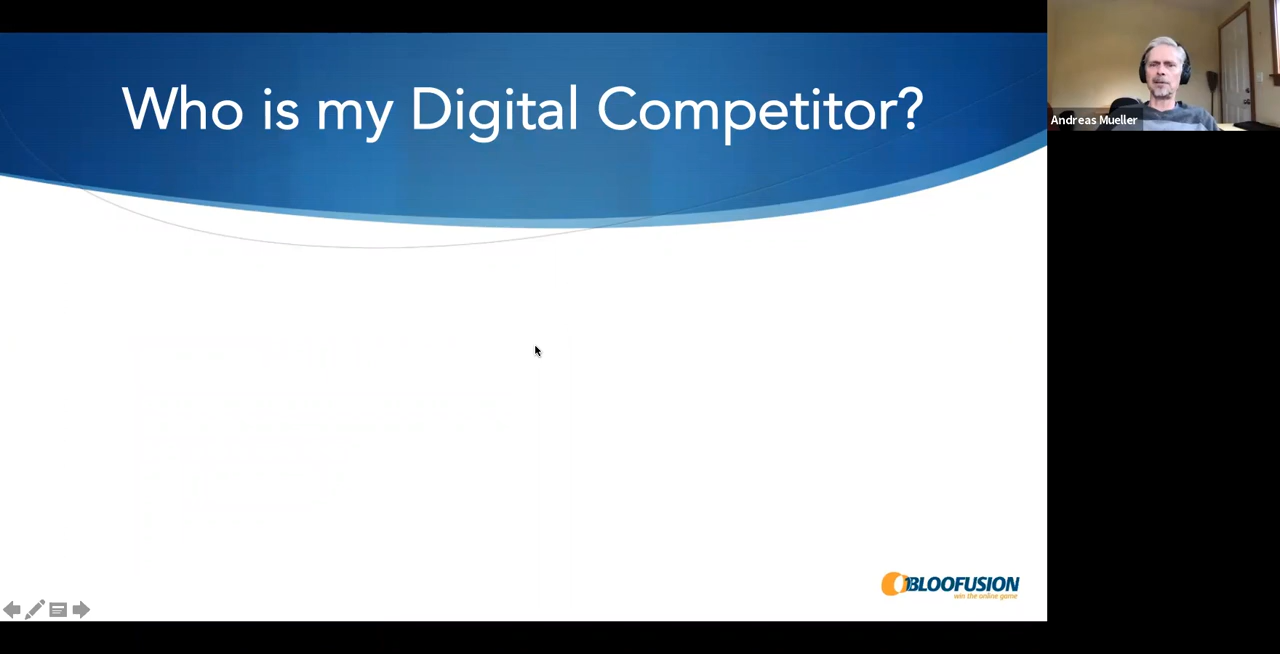 Who is my Digital Competitor?
Andreas Mueller
BLOOFUSION
win the online game